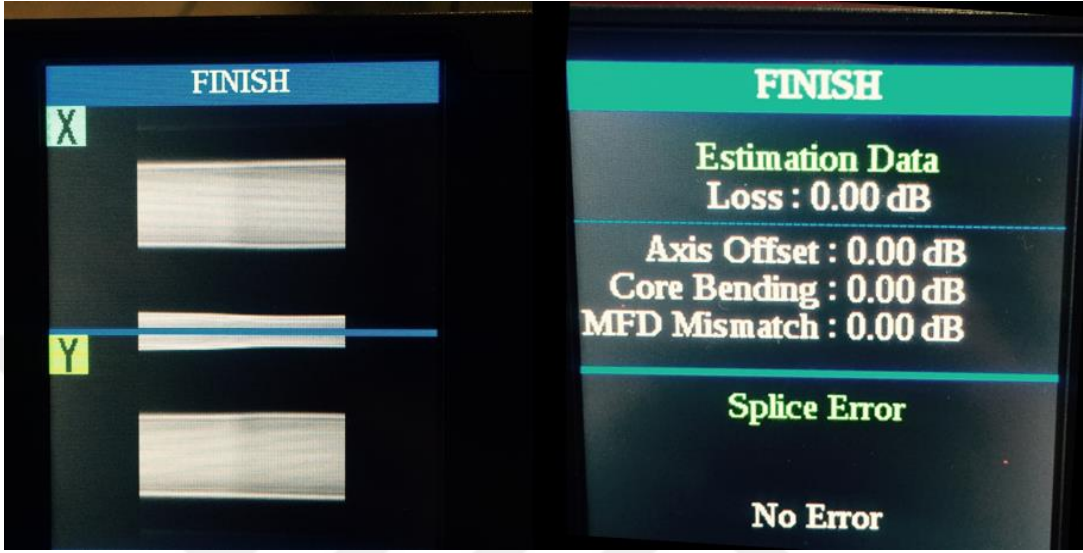 FINISH
X
Y
FINISH
Estimation Data
Loss : 0.00 dB
Axis Offset : 0.00 dB
Core Bending : 0.00 dB
MFD Mismatch : 0.00 dB
Splice Error
No Error